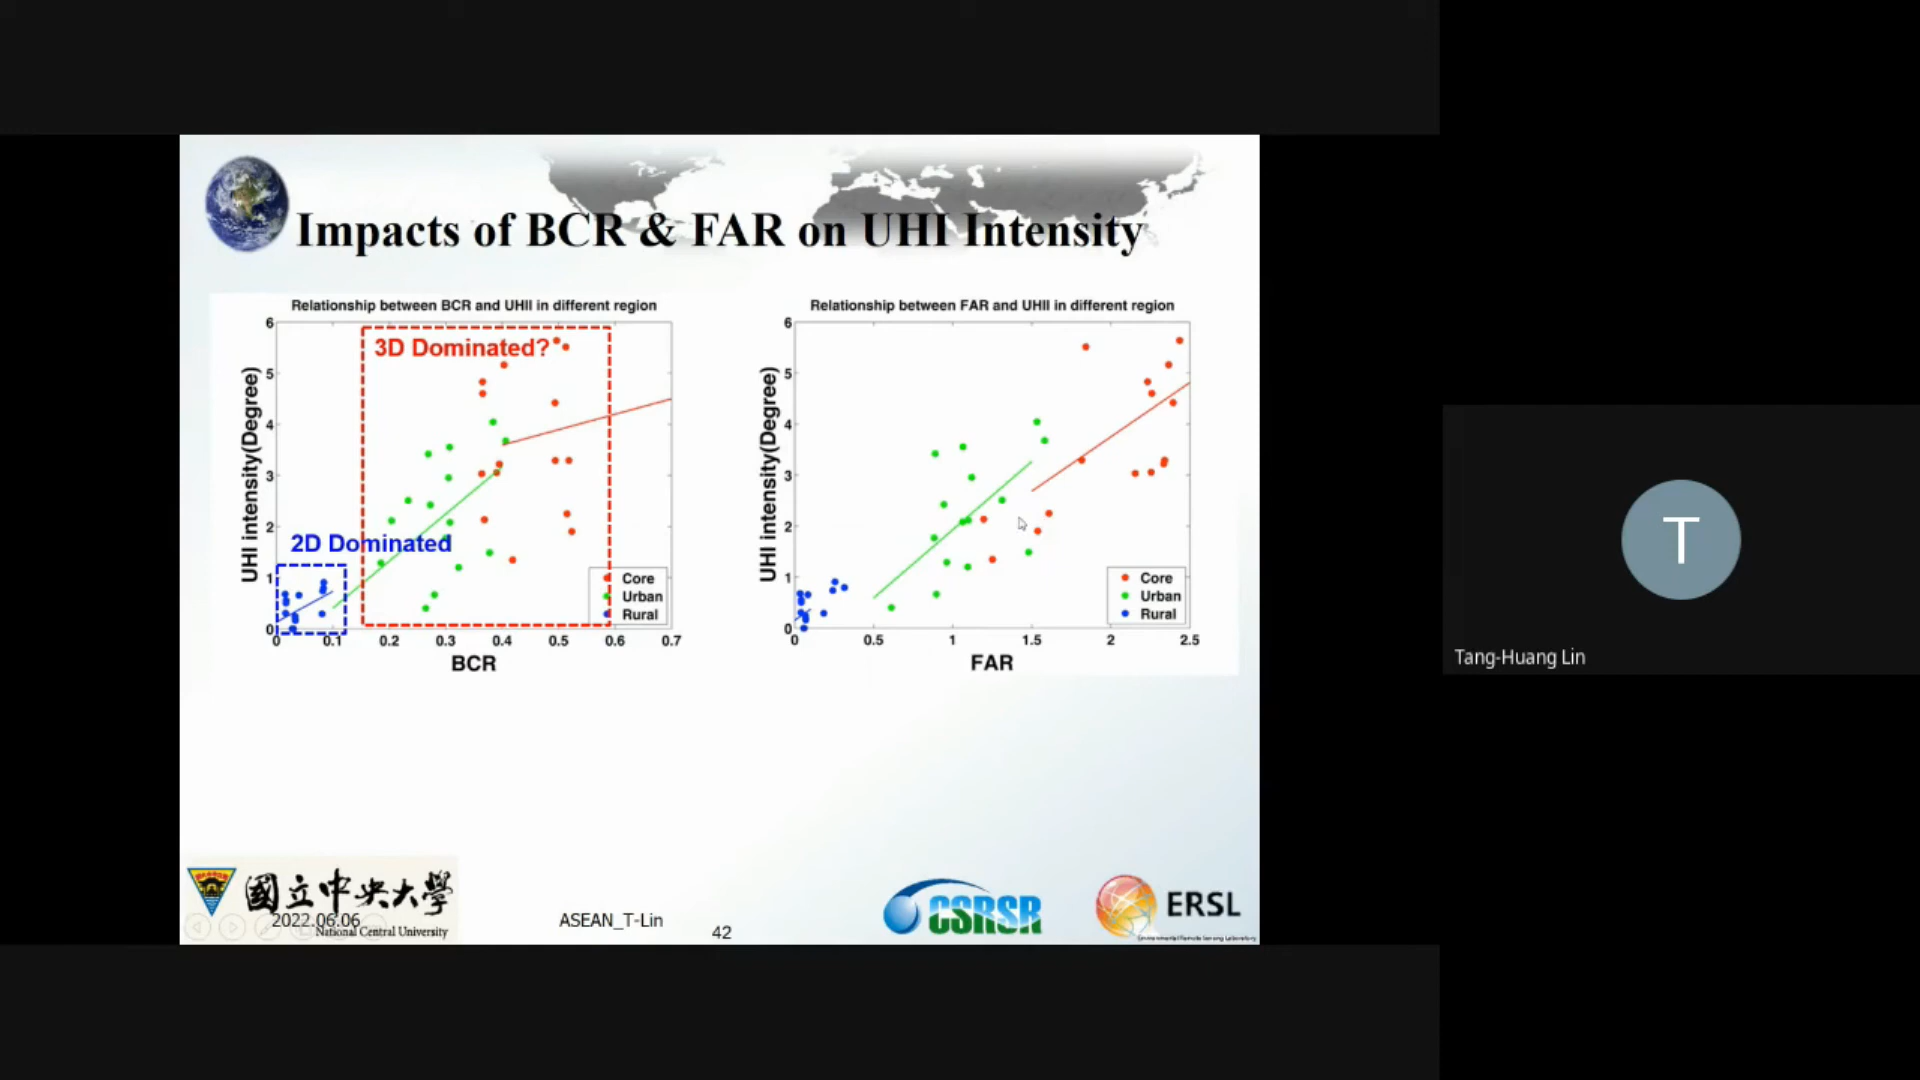 Impacts of BCR & FAR on UHI Intensity
Relationship between BCR and UHII in different region
6
5
4
3
2
1
0
UHI intensity(Degree)
3D Dominated?
2D Dominated
Core
Urban
Rural
0 0.1 0.2 0.3 0.4 0.5 0.6 0.7
BCR
Relationship between FAR and UHII in different region
6
5
4
3
2
1
0
UHI intensity(Degree)
Core
Urban
Rural
0 0.5 1 1.5 2 2.5
FAR
國立中央大學
National Central University
2022.06.06
ASEAN_T-Lin
42
CSRSR
ERSL
Environmental Remote Sensing Laboratory
T
Tang-Huang Lin